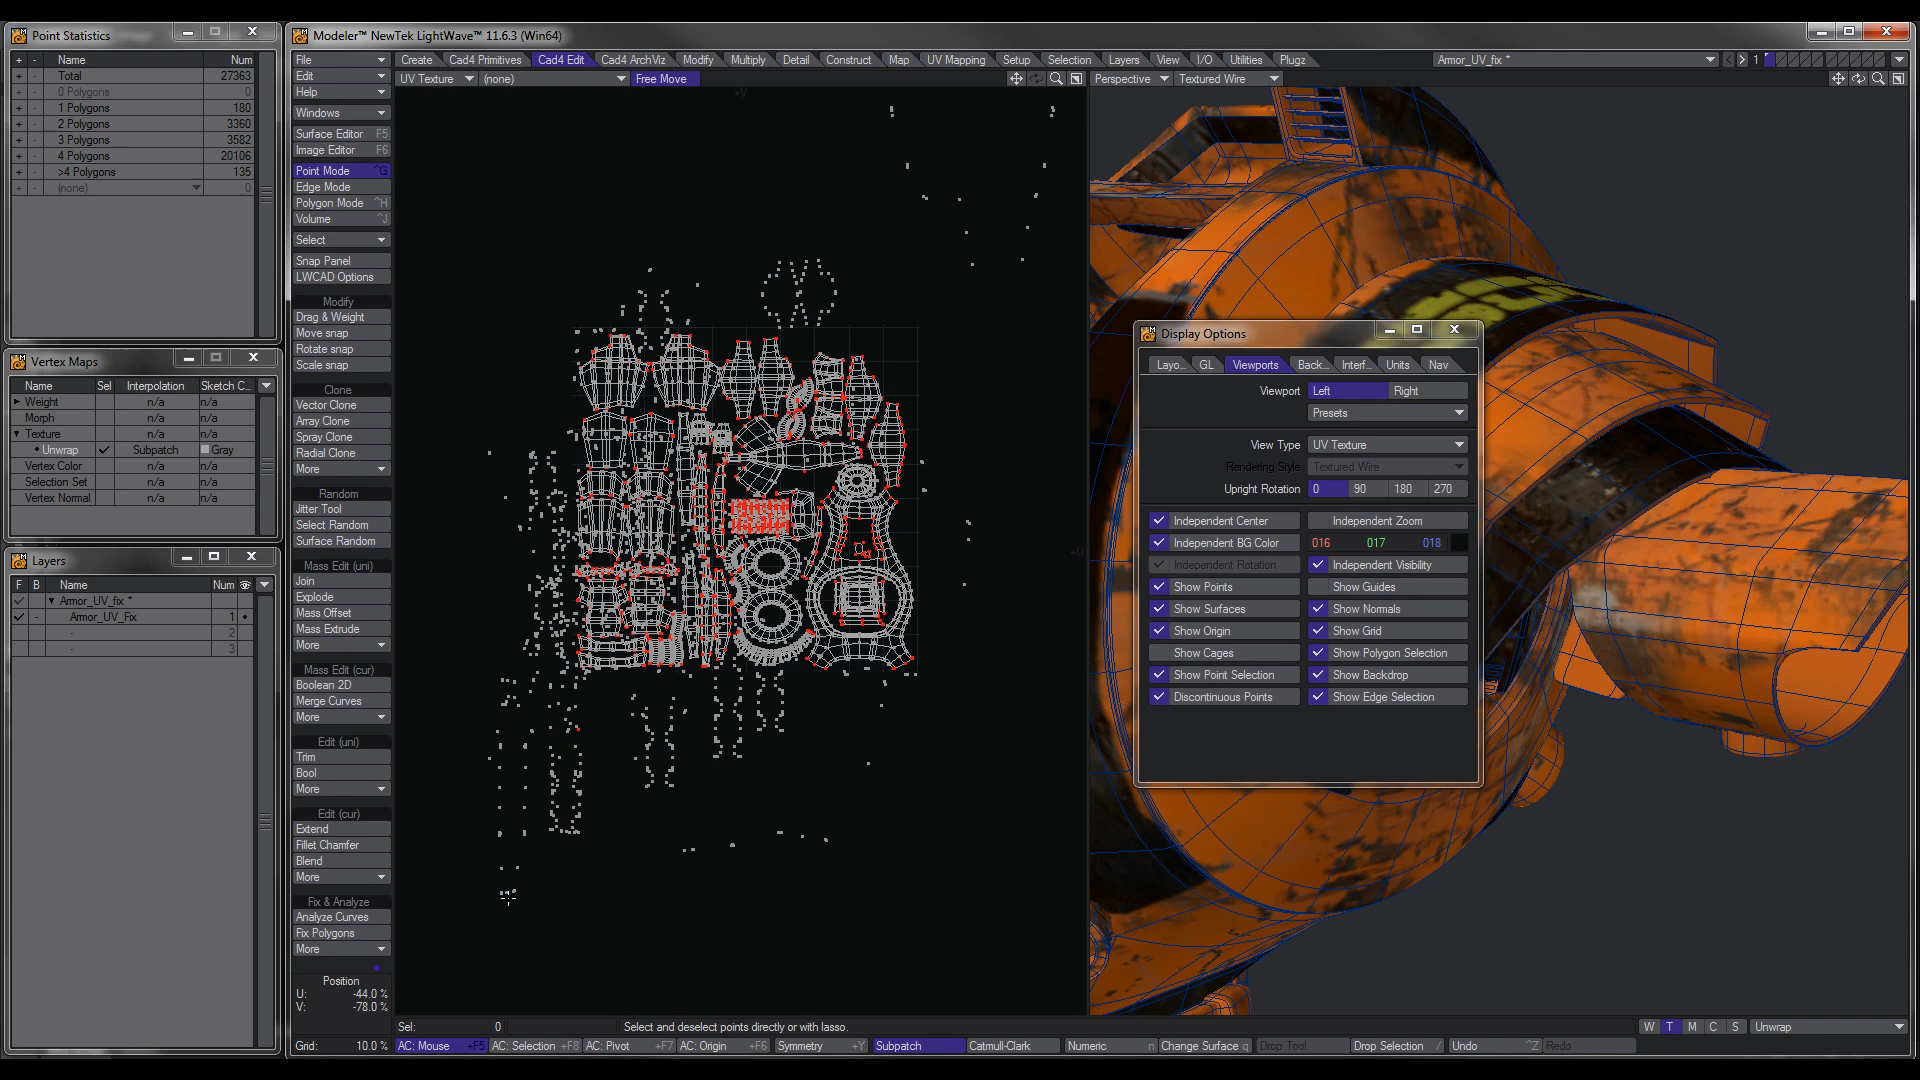 Point Statistics
+ - Name Num
+ - Total 27363
+ - 0 Polygons 0
+ - 1 Polygons 180
+ - 2 Polygons 3360
+ - 3 Polygons 3582
+ - 4 Polygons 20106
+ - >4 Polygons 135
+ - (none) 0
Vertex Maps
Name Sel Interpolation Sketch C...
Weight n/a n/a
Morph n/a n/a
Texture n/a n/a
Unwrap Subpatch Gray
Vertex Color n/a n/a
Selection Set n/a n/a
Vertex Normal n/a n/a
Layers
F B Name Num
Armor_UV_fix *
- Armor_UV_Fix 1
- 2
- 3
Modeler™ NewTek LightWave™ 11.6.3 (Win64)
File
Edit
Help
Windows
Surface Editor F5
Image Editor F6
Point Mode ^G
Edge Mode
Polygon Mode ^H
Volume ^J
Select
Snap Panel
LWCAD Options
Modify
Drag & Weight
Move snap
Rotate snap
Scale snap
Clone
Vector Clone
Array Clone
Spray Clone
Radial Clone
More
Random
Jitter Tool
Select Random
Surface Random
Mass Edit (uni)
Join
Explode
Mass Offset
Mass Extrude
More
Mass Edit (cur)
Boolean 2D
Merge Curves
More
Edit (uni)
Trim
Bool
More
Edit (cur)
Extend
Fillet Chamfer
Blend
More
Fix & Analyze
Analyze Curves
Fix Polygons
More
Position
U: -44.0 %
V: -78.0 %
Grid: 10.0 %
Create Cad4 Primitives Cad4 Edit Cad4 ArchViz Modify Multiply Detail Construct Map UV Mapping Setup Selection Layers View I/O Utilities Plugz Armor_UV_fix * 1
UV Texture (none) Free Move Perspective Textured Wire
+V
+U
Display Options
Layo... GL Viewports Back... Interf... Units Nav
Viewport Left Right
Presets
View Type UV Texture
Rendering Style Textured Wire
Upright Rotation 0 90 180 270
Independent Center Independent Zoom
Independent BG Color 016 017 018
Independent Rotation Independent Visibility
Show Points Show Guides
Show Surfaces Show Normals
Show Origin Show Grid
Show Cages Show Polygon Selection
Show Point Selection Show Backdrop
Discontinuous Points Show Edge Selection
Sel: 0 Select and deselect points directly or with lasso. W T M C S Unwrap
AC: Mouse +F5 AC: Selection +F8 AC: Pivot +F7 AC: Origin +F6 Symmetry +Y Subpatch Catmull-Clark Numeric n Change Surface q Drop Tool Drop Selection / Undo ^Z Redo